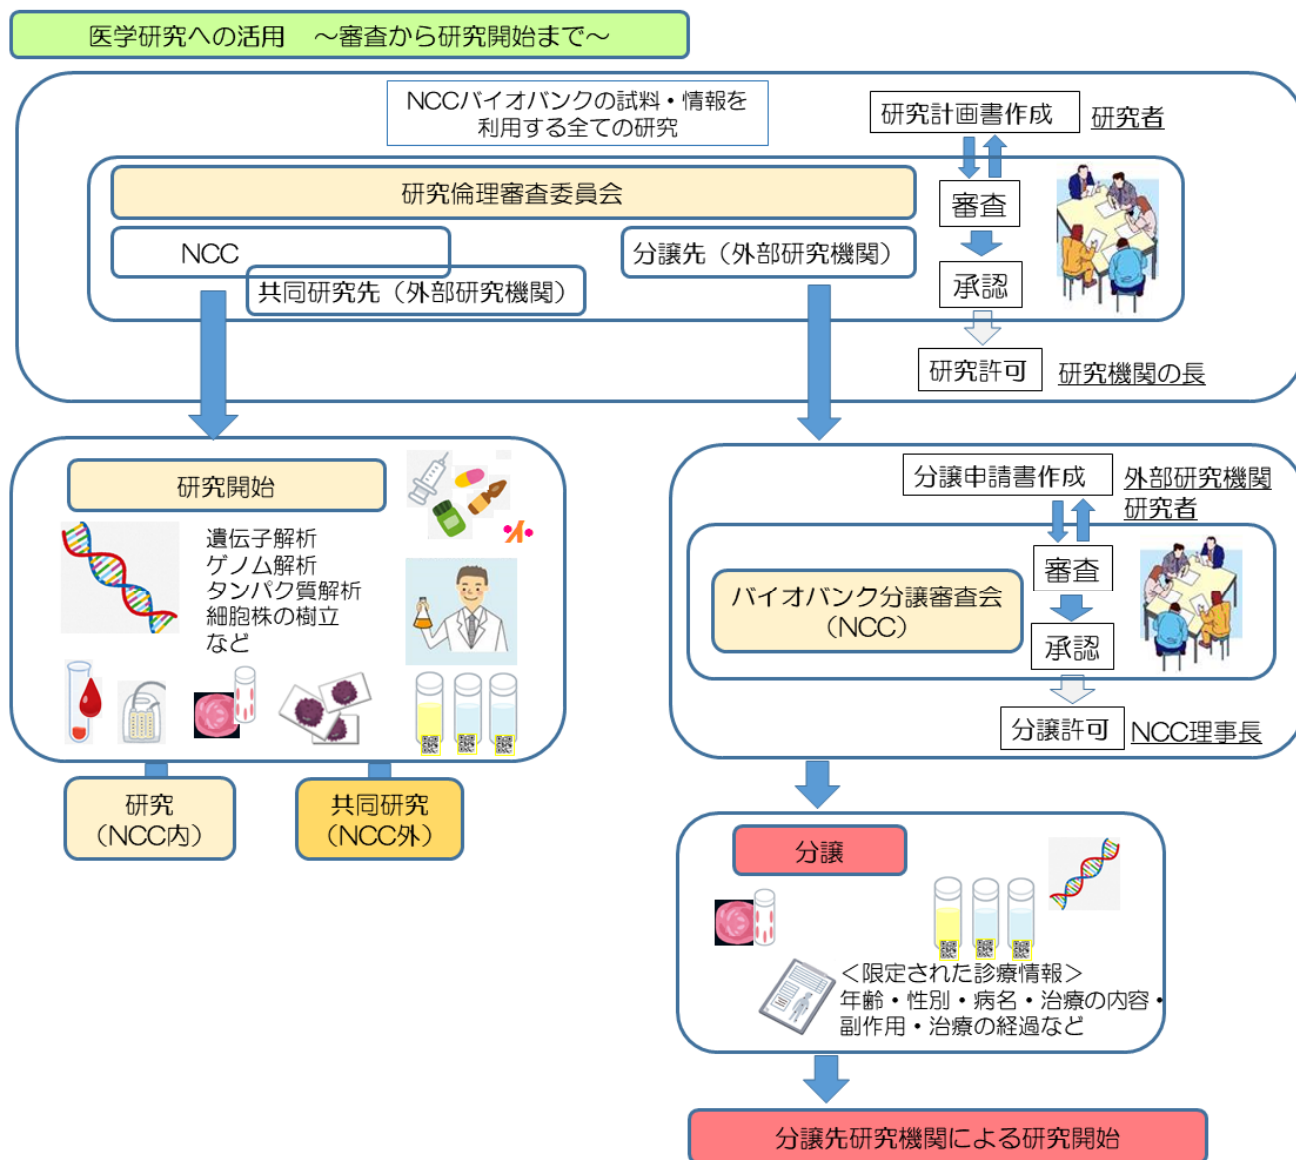 医学研究への活用　～審査から研究開始まで～
NCCバイオバンクの試料・情報を
利用する全ての研究
研究計画書作成
研究者
研究倫理審査委員会
審査
NCC
分譲先（外部研究機関）
共同研究先（外部研究機関）
承認
研究許可
研究機関の長
研究開始
遺伝子解析
ゲノム解析
タンパク質解析
細胞株の樹立
など
研究
（NCC内）
共同研究
（NCC外）
分譲申請書作成
外部研究機関
研究者
審査
バイオバンク分譲審査会
（NCC）
承認
分譲許可
NCC理事長
分譲
＜限定された診療情報＞
年齢・性別・病名・治療の内容・
副作用・治療の経過など
分譲先研究機関による研究開始